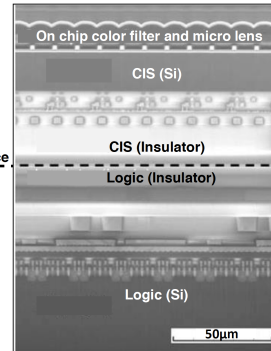 On chip color filter and micro lens
CIS (Si)
CIS (Insulator)
Logic (Insulator)
Logic (Si)
50μm